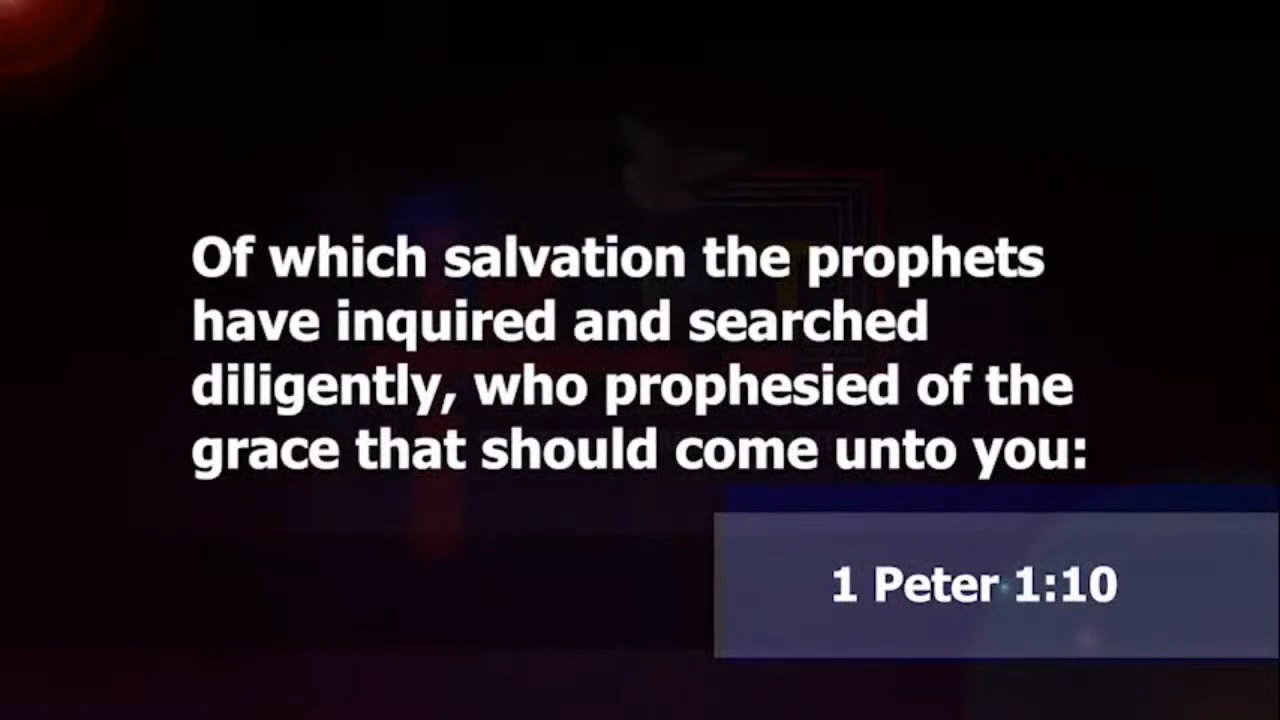 Of which salvation the prophets
have inquired and searched
diligently, who prophesied of the
grace that should come unto you:
1 Peter 1:10